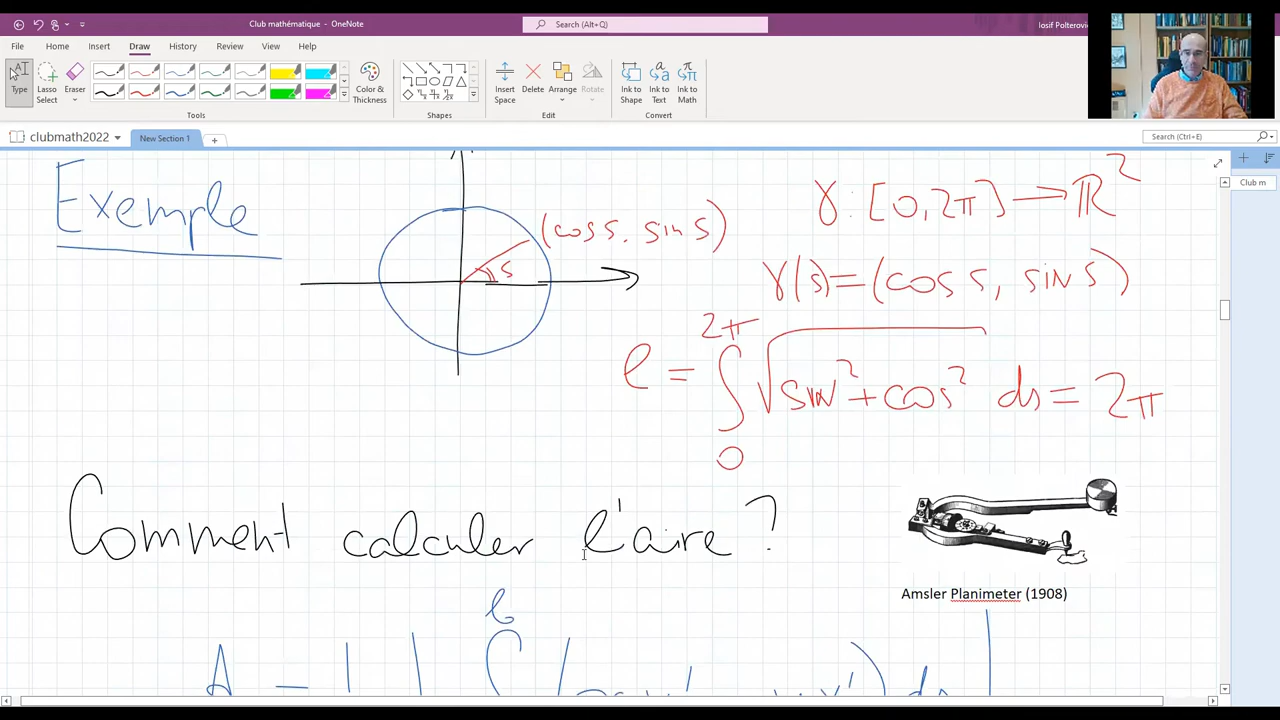 Club mathématique - OneNote
Search (Alt+Q)
Iosif Polterovi
File Home Insert Draw History Review View Help
Type
Lasso Select
Eraser
Color & Thickness
Insert Space
Delete
Arrange
Rotate
Ink to Shape
Ink to Text
Ink to Math
Tools Shapes Edit Convert
clubmath2022
New Section 1
Search (Ctrl+E)
Club m
Exemple
(cos s, sin s)
s
γ: [0, 2π] → ℝ²
γ(s) = (cos s, sin s)
ℓ = ∫₀^2π √(sin² + cos²) ds = 2π
Comment calculer l'aire ?
Amsler Planimeter (1908)